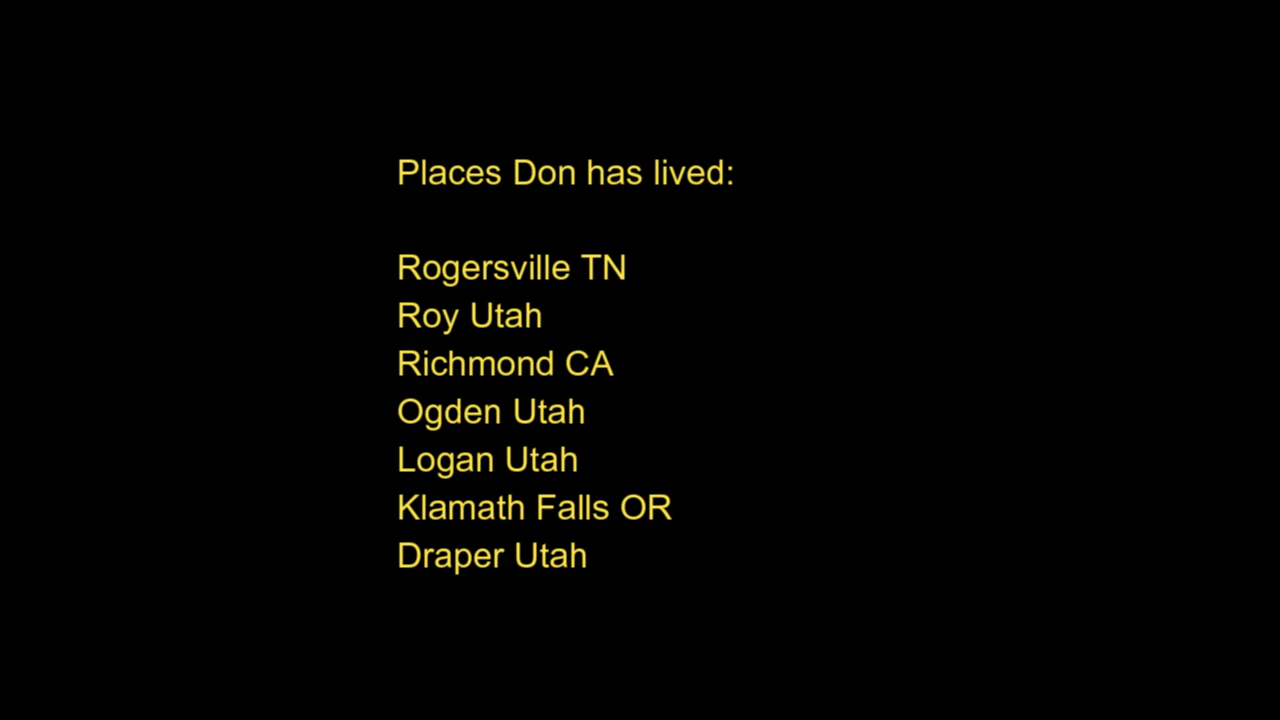 Places Don has lived:
Rogersville TN
Roy Utah
Richmond CA
Ogden Utah
Logan Utah
Klamath Falls OR
Draper Utah